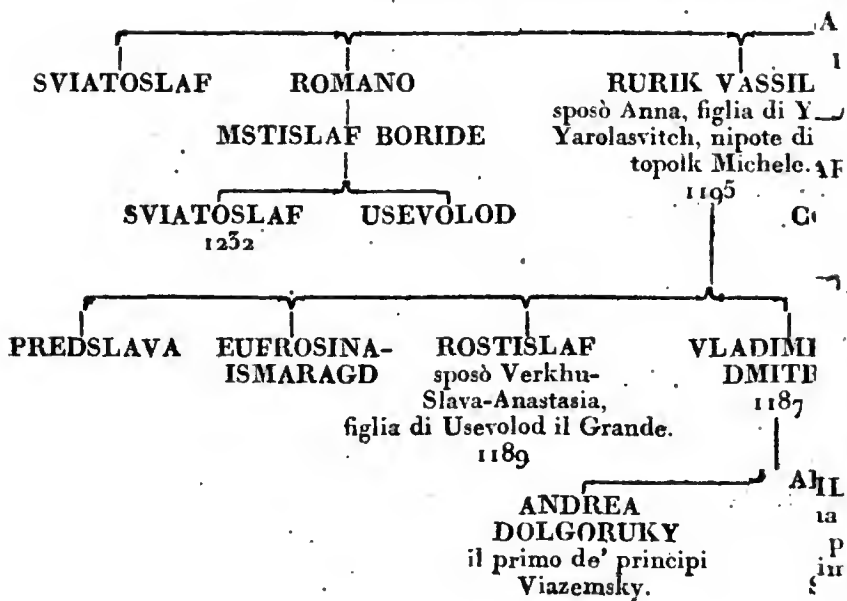 SVIATOSLAF
ROMANO
RURIK VASSIL
sposò Anna, figlia di Y
Yarolasvitch, nipote di
topolk Michele.
1195
MSTISLAF BORIDE
SVIATOSLAF
1232
USEVOLOD
PREDSLAVA
EUFROSINA-
ISMARAGD
ROSTISLAF
sposò Verkhu-
Slava-Anastasia,
figlia di Usevolod il Grande.
1189
VLADIMI
DMITR
1187
ANDREA
DOLGORUKY
il primo de' principi
Viazemsky.